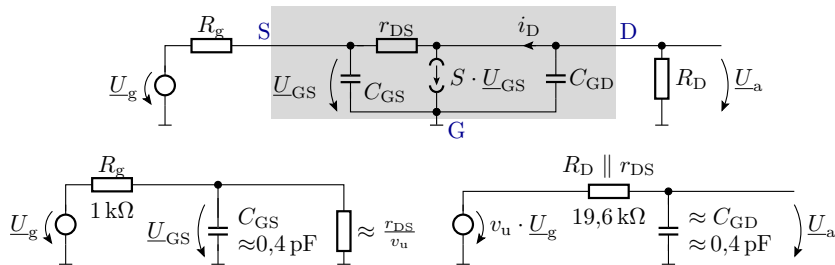 R_g S r_DS i_D D
U_g U_GS C_GS S · U_GS C_GD R_D U_a
G
R_g R_D ∥ r_DS
1 kΩ 19,6 kΩ
U_g U_GS C_GS ≈0,4 pF ≈ r_DS/v_u v_u · U_g ≈ C_GD ≈0,4 pF U_a